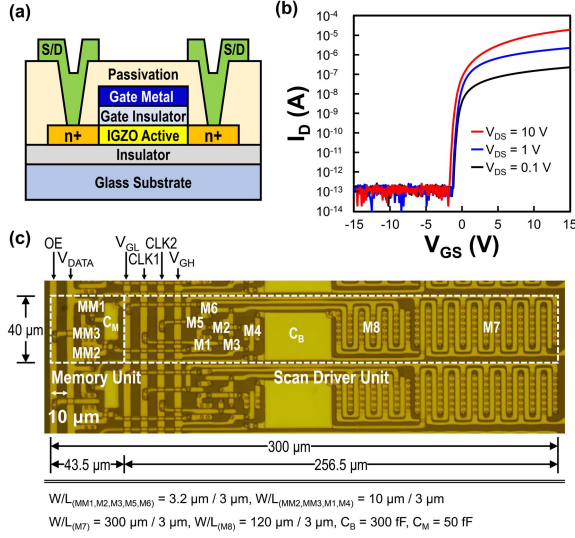 (a)
S/D
S/D
Passivation
Gate Metal
Gate Insulator
n+
IGZO Active
n+
Insulator
Glass Substrate
(b)
I_D (A)
10^-4
10^-5
10^-6
10^-7
10^-8
10^-9
10^-10
10^-11
10^-12
10^-13
10^-14
V_DS = 10 V
V_DS = 1 V
V_DS = 0.1 V
-15 -10 -5 0 5 10 15
V_GS (V)
(c)
OE V_DATA V_GL CLK1 CLK2 V_GH
40 µm
MM1
C_M
MM3
MM2
M6
M5
M2
M4
M1
M3
C_B
M8
M7
Memory Unit
Scan Driver Unit
10 µm
300 µm
43.5 µm
256.5 µm
W/L_(MM1,M2,M3,M5,M6) = 3.2 µm / 3 µm, W/L_(MM2,MM3,M1,M4) = 10 µm / 3 µm
W/L_(M7) = 300 µm / 3 µm, W/L_(M8) = 120 µm / 3 µm, C_B = 300 fF, C_M = 50 fF